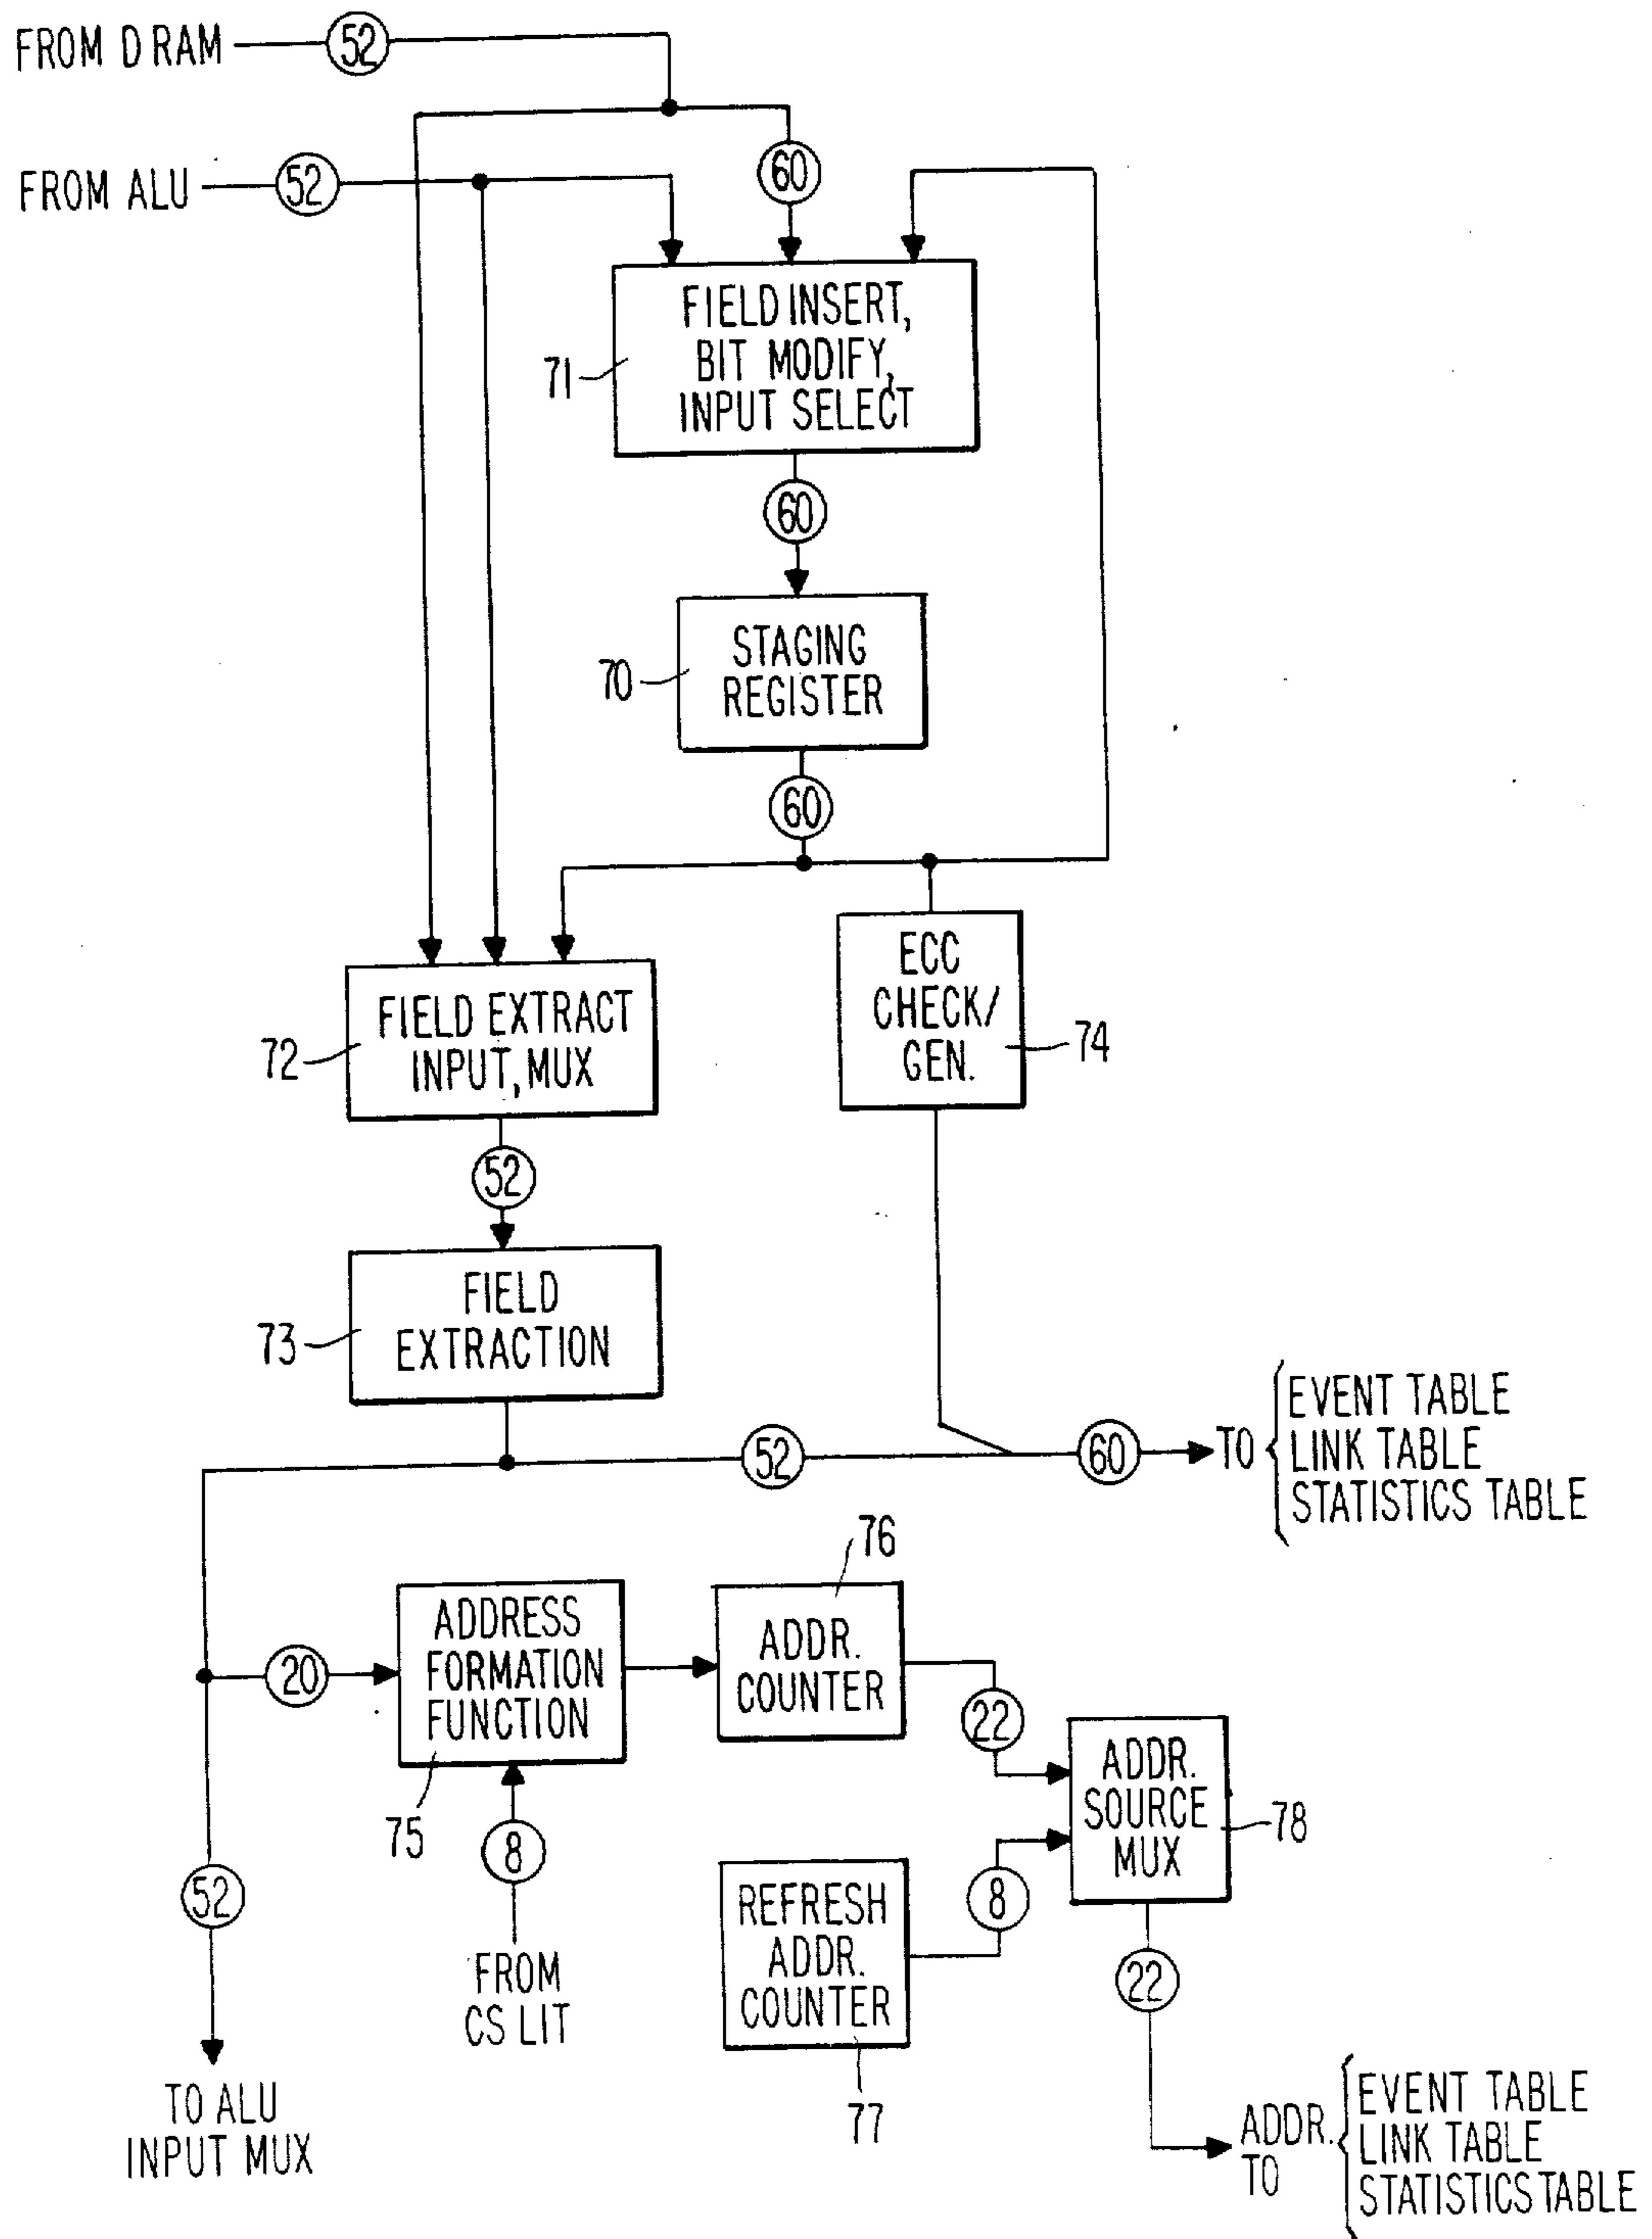 FROM D RAM
52
60
FROM ALU
52
FIELD INSERT,
BIT MODIFY,
INPUT SELECT
71
60
STAGING
REGISTER
70
60
FIELD EXTRACT
INPUT, MUX
72
ECC
CHECK/
GEN.
74
52
FIELD
EXTRACTION
73
52
60
TO
EVENT TABLE
LINK TABLE
STATISTICS TABLE
20
ADDRESS
FORMATION
FUNCTION
75
76
ADDR.
COUNTER
22
ADDR.
SOURCE
MUX
78
8
FROM
CS LIT
REFRESH
ADDR.
COUNTER
77
8
22
52
TO ALU
INPUT MUX
ADDR.
TO
EVENT TABLE
LINK TABLE
STATISTICS TABLE